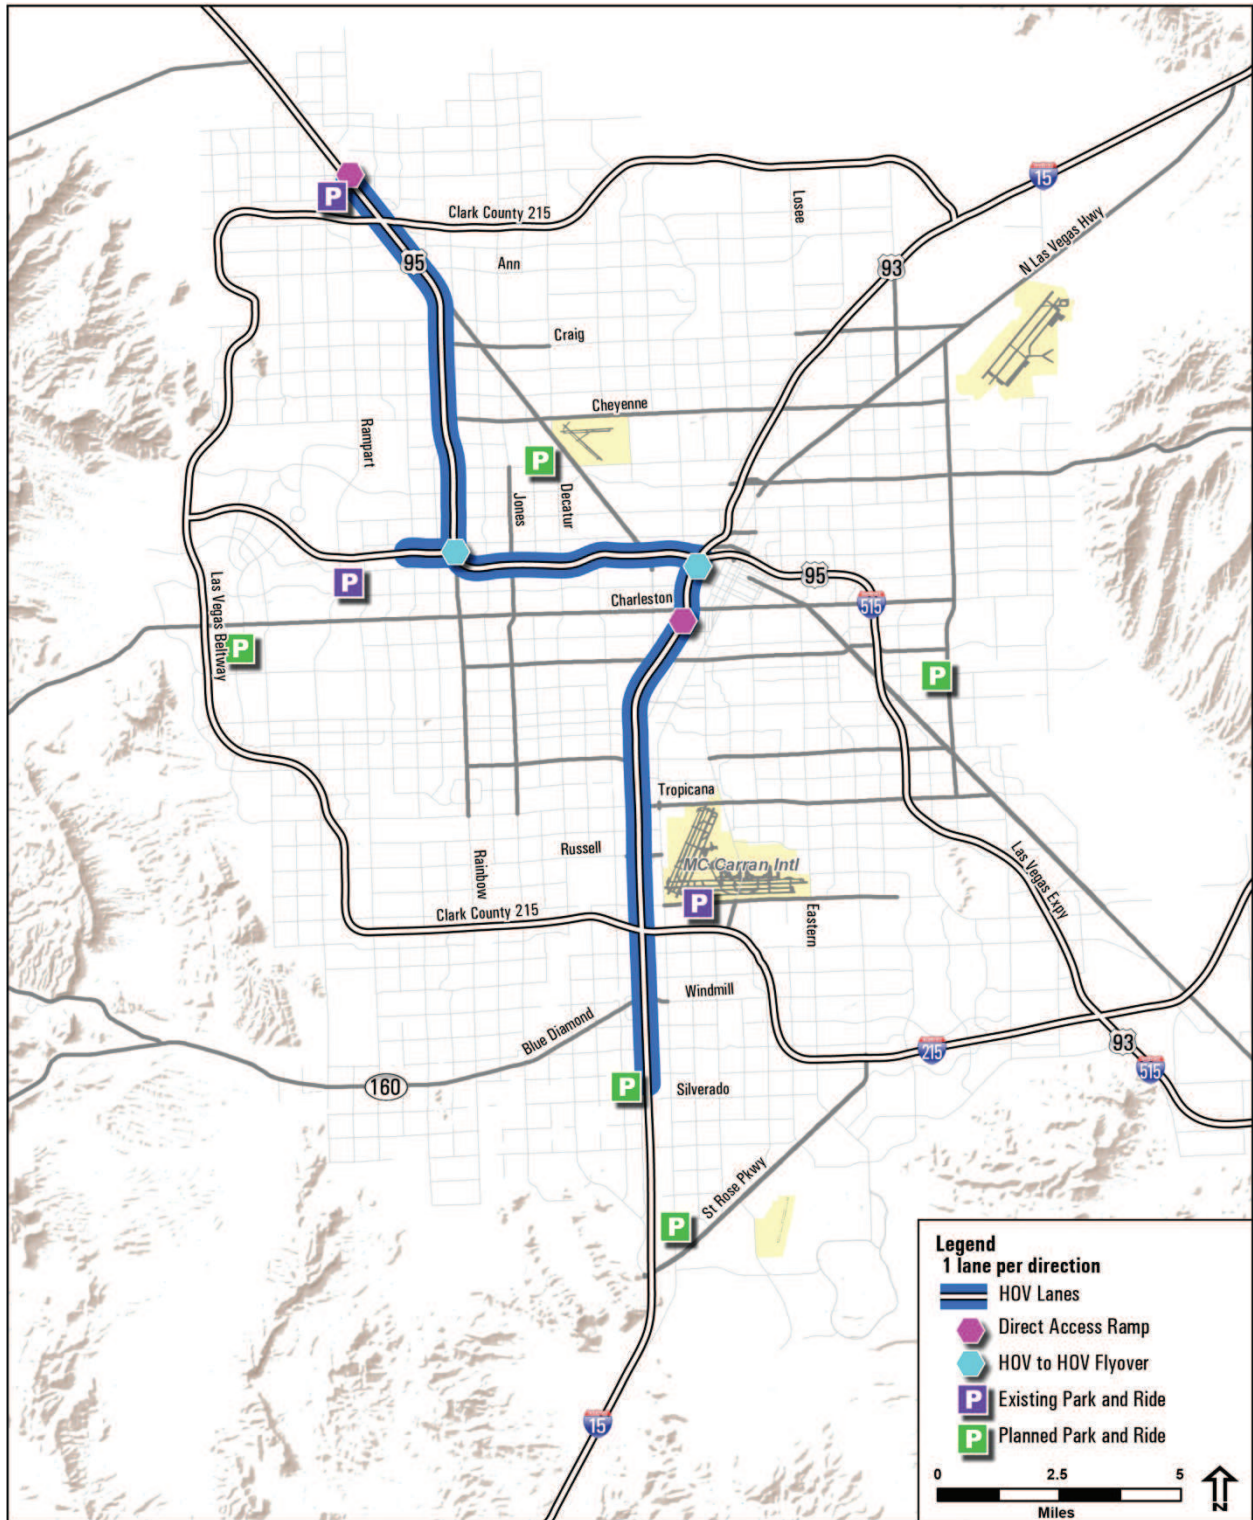 P
Clark County 215
95
Ann
Losee
15
N Las Vegas Hwy
93
Craig
Cheyenne
Rampart
P
Decatur
Jones
P
95
Las Vegas Beltway
Charleston
515
P
P
Tropicana
Russell
MC Carran Intl
Rainbow
Clark County 215
P
Eastern
Las Vegas Expy
Windmill
Blue Diamond
160
P
Silverado
215
93
515
St Rose Pkwy
P
15
Legend
1 lane per direction
HOV Lanes
Direct Access Ramp
HOV to HOV Flyover
P Existing Park and Ride
P Planned Park and Ride
0 2.5 5
Miles
N